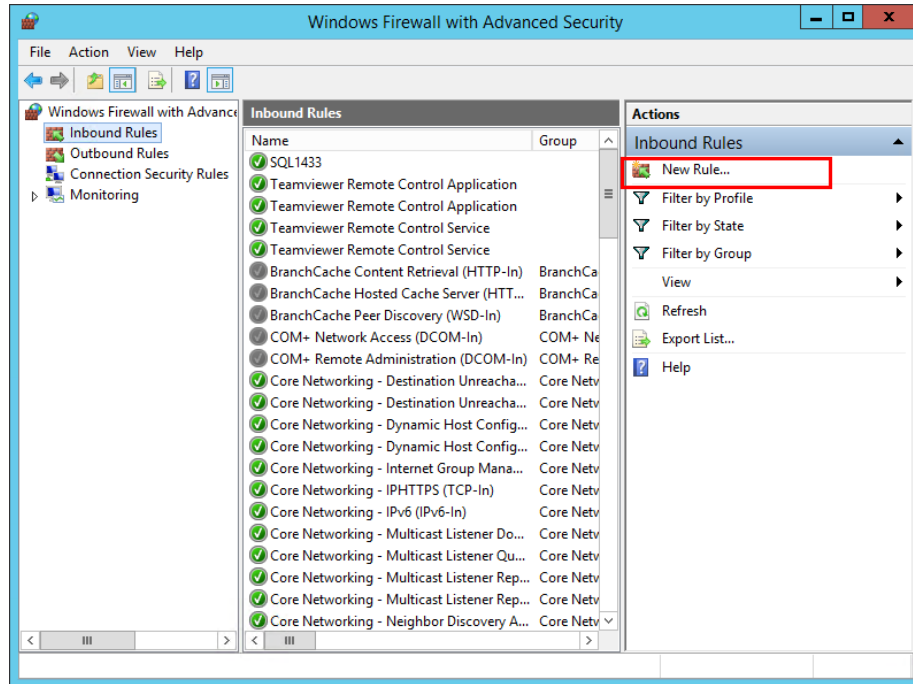 Windows Firewall with Advanced Security
File Action View Help
Windows Firewall with Advance
Inbound Rules
Outbound Rules
Connection Security Rules
Monitoring
Inbound Rules
Name Group
SQL1433
Teamviewer Remote Control Application
Teamviewer Remote Control Application
Teamviewer Remote Control Service
Teamviewer Remote Control Service
BranchCache Content Retrieval (HTTP-In) BranchCa
BranchCache Hosted Cache Server (HTT... BranchCa
BranchCache Peer Discovery (WSD-In) BranchCa
COM+ Network Access (DCOM-In) COM+ Ne
COM+ Remote Administration (DCOM-In) COM+ Re
Core Networking - Destination Unreacha... Core Netv
Core Networking - Destination Unreacha... Core Netv
Core Networking - Dynamic Host Config... Core Netv
Core Networking - Dynamic Host Config... Core Netv
Core Networking - Internet Group Mana... Core Netv
Core Networking - IPHTTPS (TCP-In) Core Netv
Core Networking - IPv6 (IPv6-In) Core Netv
Core Networking - Multicast Listener Do... Core Netv
Core Networking - Multicast Listener Qu... Core Netv
Core Networking - Multicast Listener Rep... Core Netv
Core Networking - Multicast Listener Rep... Core Netv
Core Networking - Neighbor Discovery A... Core Netv
Actions
Inbound Rules
New Rule...
Filter by Profile
Filter by State
Filter by Group
View
Refresh
Export List...
Help